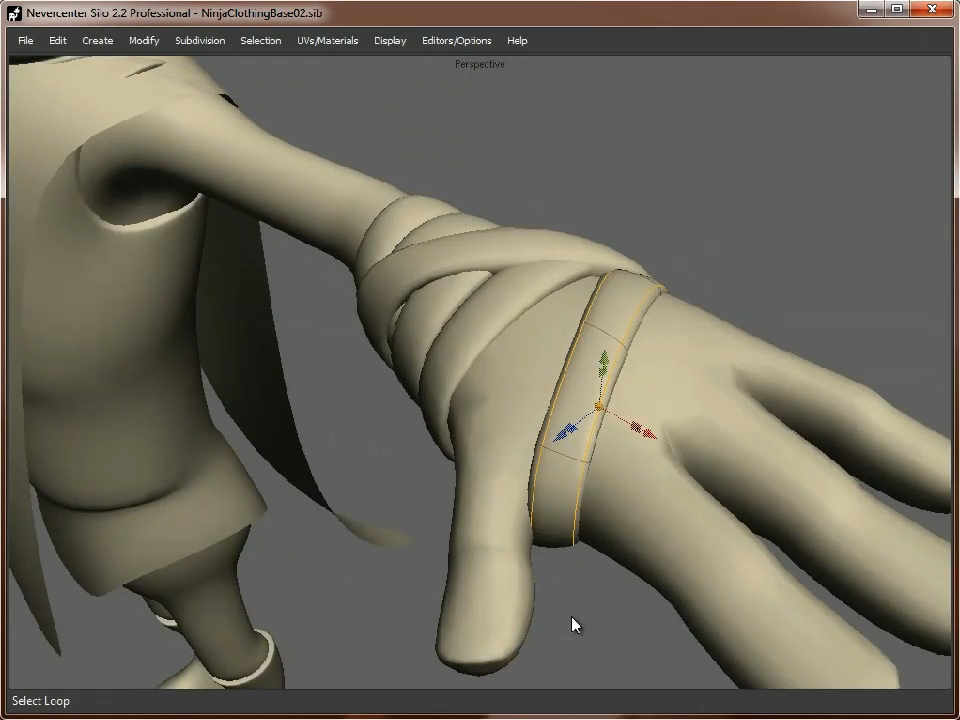 Nevercenter Silo 2.2 Professional - NinjaClothingBase02.sib
File Edit Create Modify Subdivision Selection UVs/Materials Display Editors/Options Help
Perspective
Select Loop